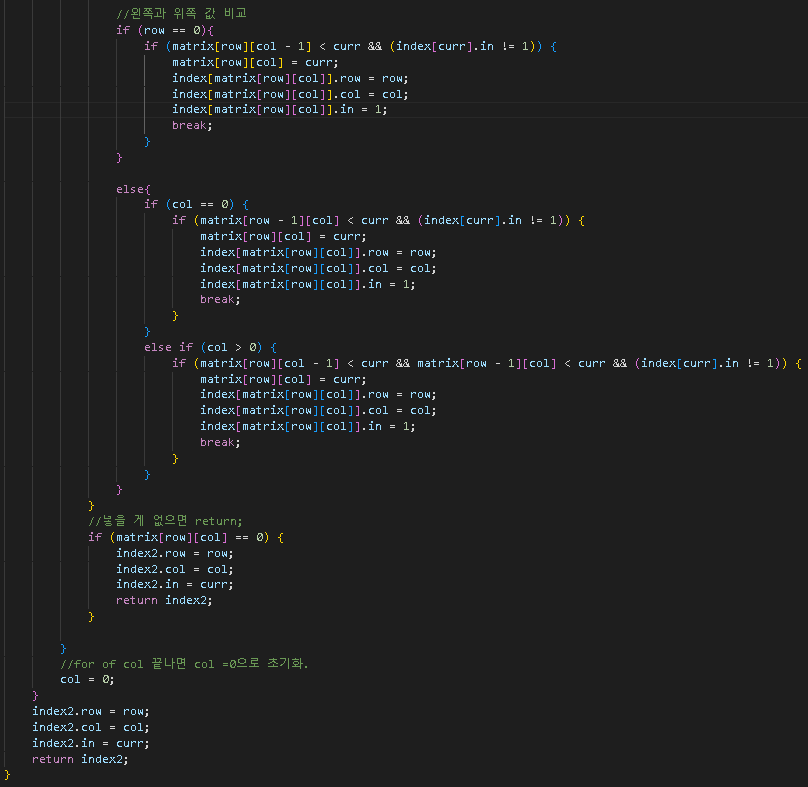 //왼쪽과 위쪽 값 비교
if (row == 0){
if (matrix[row][col - 1] < curr && (index[curr].in != 1)) {
matrix[row][col] = curr;
index[matrix[row][col]].row = row;
index[matrix[row][col]].col = col;
index[matrix[row][col]].in = 1;
break;
}
}
else{
if (col == 0) {
if (matrix[row - 1][col] < curr && (index[curr].in != 1)) {
matrix[row][col] = curr;
index[matrix[row][col]].row = row;
index[matrix[row][col]].col = col;
index[matrix[row][col]].in = 1;
break;
}
}
else if (col > 0) {
if (matrix[row][col - 1] < curr && matrix[row - 1][col] < curr && (index[curr].in != 1)) {
matrix[row][col] = curr;
index[matrix[row][col]].row = row;
index[matrix[row][col]].col = col;
index[matrix[row][col]].in = 1;
break;
}
}
}
}
//넣을 게 없으면 return;
if (matrix[row][col] == 0) {
index2.row = row;
index2.col = col;
index2.in = curr;
return index2;
}
}
//for of col 끝나면 col =0으로 초기화.
col = 0;
}
index2.row = row;
index2.col = col;
index2.in = curr;
return index2;
}